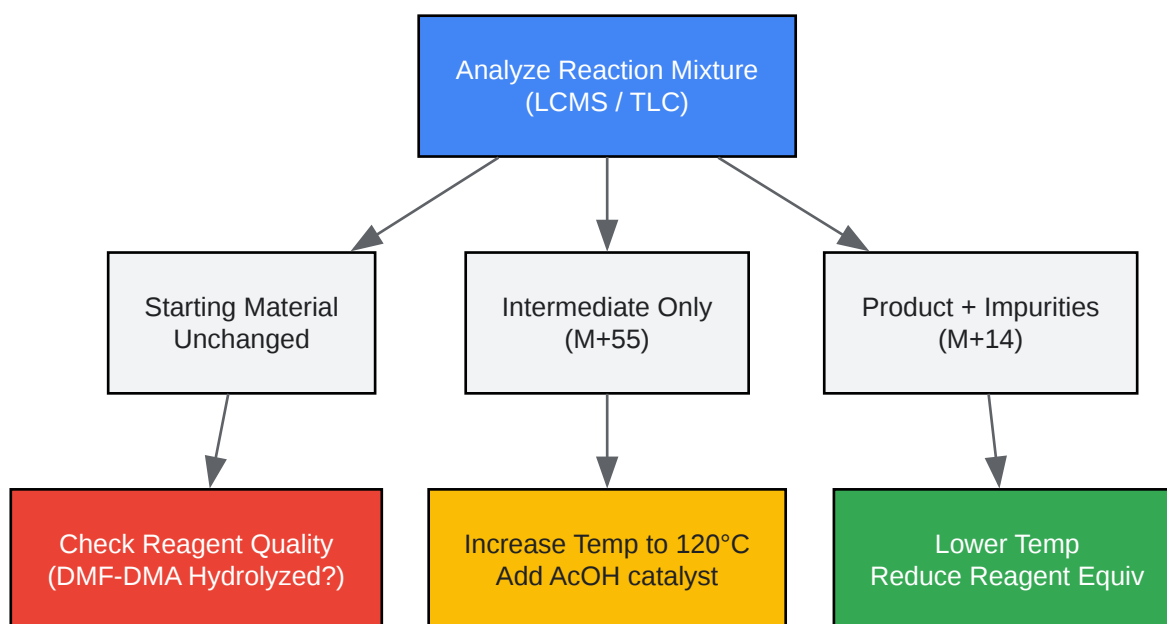 Analyze Reaction Mixture
(LCMS / TLC)
Starting Material
Unchanged
Intermediate Only
(M+55)
Product + Impurities
(M+14)
Check Reagent Quality
(DMF-DMA Hydrolyzed?)
Increase Temp to 120°C
Add AcOH catalyst
Lower Temp
Reduce Reagent Equiv